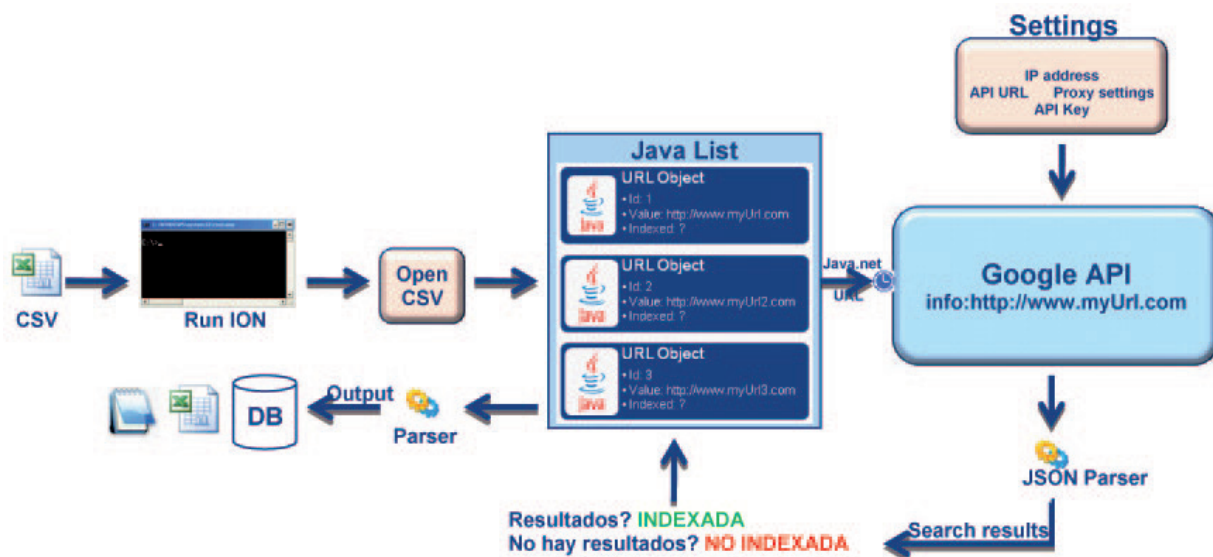 Settings
IP address
API URL Proxy settings
API Key
Java List
URL Object
• Id: 1
• Value: http://www.myUrl.com
• Indexed: ?
Java
URL Object
• Id: 2
• Value: http://www.myUrl2.com
• Indexed: ?
Java
URL Object
• Id: 3
• Value: http://www.myUrl3.com
• Indexed: ?
Java
CSV
Run ION
Open
CSV
Java.net
URL
Google API
info:http://www.myUrl.com
JSON Parser
Search results
Resultados? INDEXADA
No hay resultados? NO INDEXADA
Parser
Output
DB